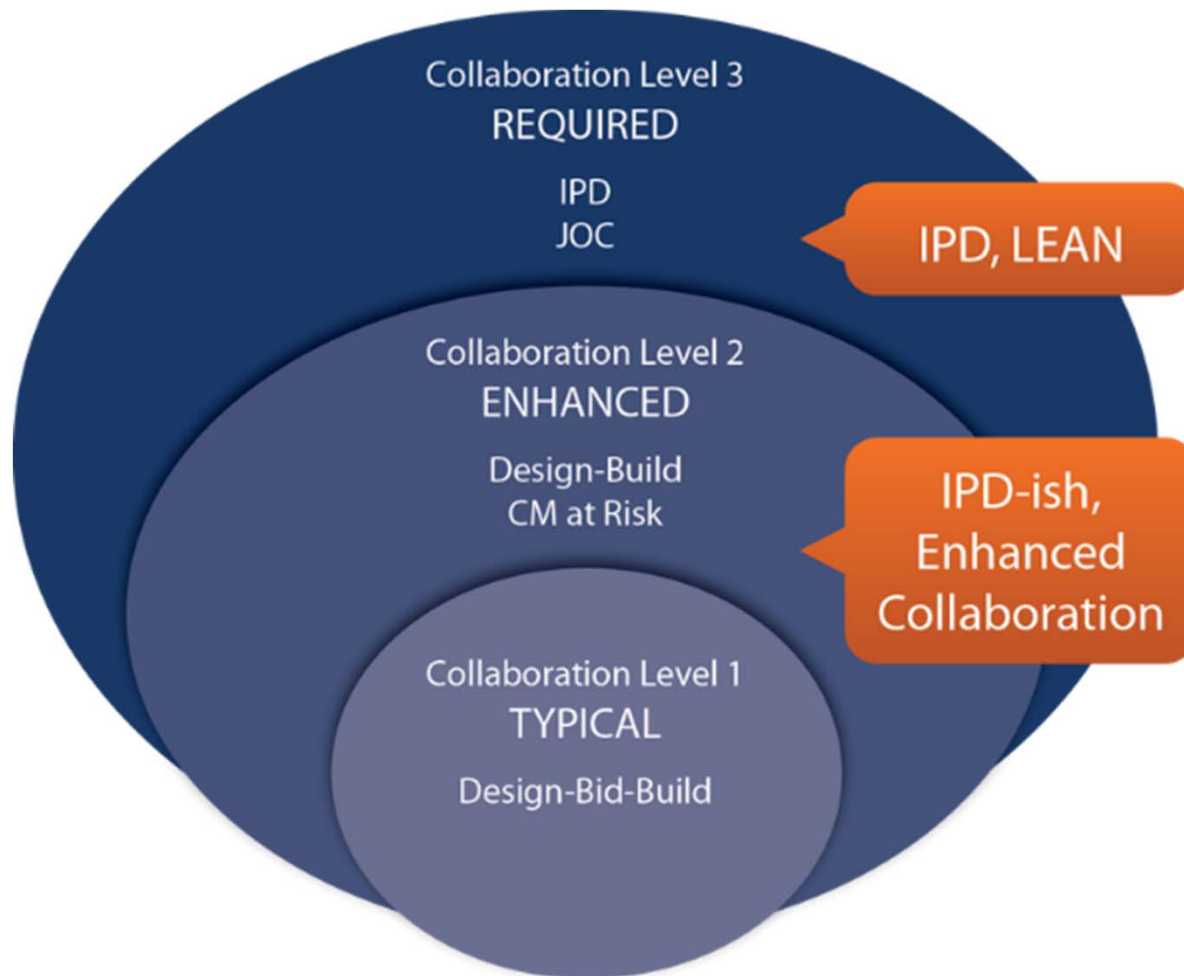 Collaboration Level 3
REQUIRED
IPD
JOC
IPD, LEAN
Collaboration Level 2
ENHANCED
Design-Build
CM at Risk
IPD-ish,
Enhanced
Collaboration
Collaboration Level 1
TYPICAL
Design-Bid-Build